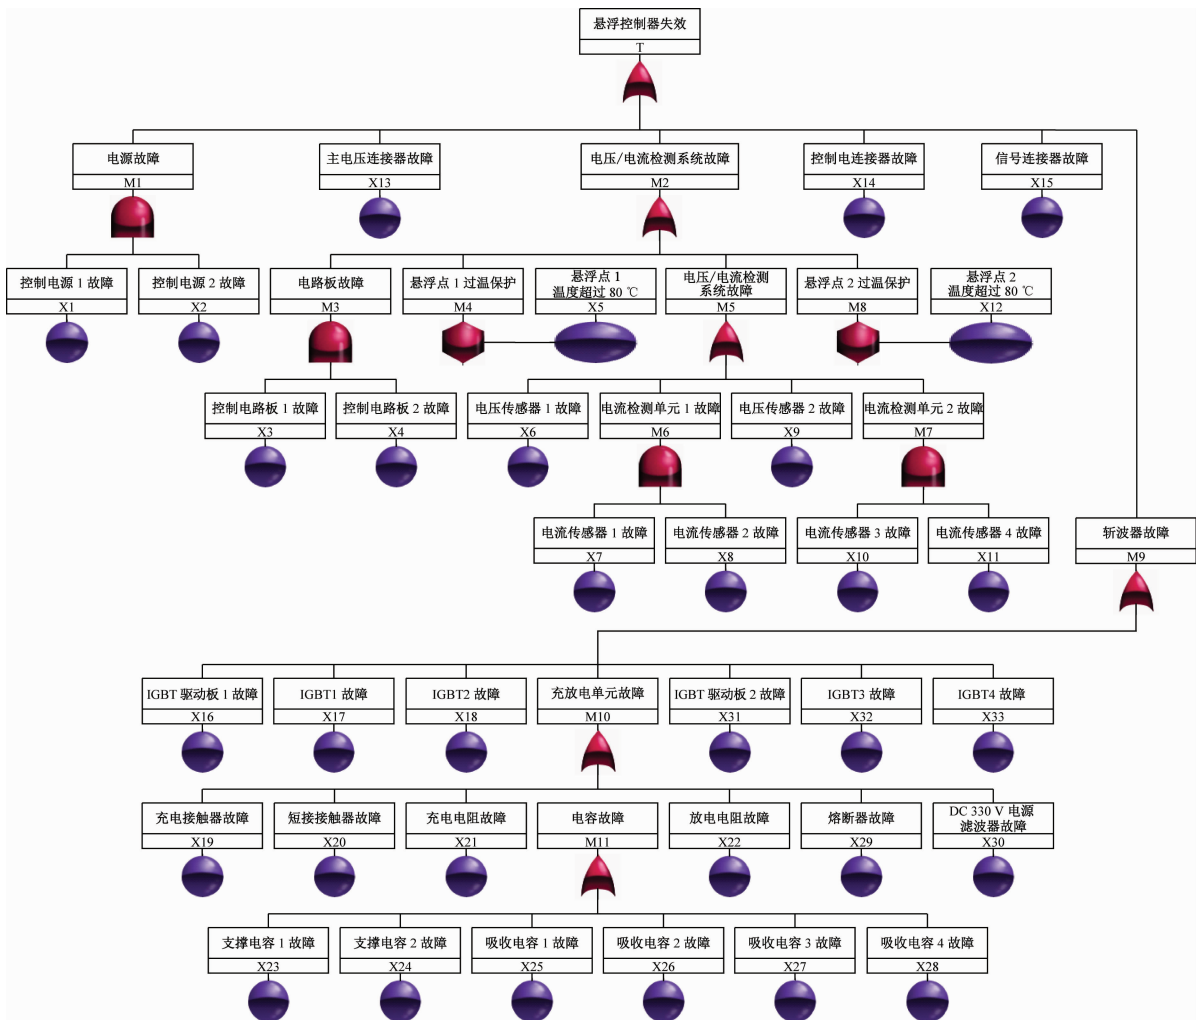 悬浮控制器失效
T
电源故障
M1
主电压连接器故障
X13
电压/电流检测系统故障
M2
控制电连接器故障
X14
信号连接器故障
X15
控制电源 1 故障
X1
控制电源 2 故障
X2
电路板故障
M3
悬浮点 1 过温保护
M4
悬浮点 1
温度超过 80 ℃
X5
电压/电流检测
系统故障
M5
悬浮点 2 过温保护
M8
悬浮点 2
温度超过 80 ℃
X12
控制电路板 1 故障
X3
控制电路板 2 故障
X4
电压传感器 1 故障
X6
电流检测单元 1 故障
M6
电压传感器 2 故障
X9
电流检测单元 2 故障
M7
电流传感器 1 故障
X7
电流传感器 2 故障
X8
电流传感器 3 故障
X10
电流传感器 4 故障
X11
斩波器故障
M9
IGBT 驱动板 1 故障
X16
IGBT1 故障
X17
IGBT2 故障
X18
充放电单元故障
M10
IGBT 驱动板 2 故障
X31
IGBT3 故障
X32
IGBT4 故障
X33
充电接触器故障
X19
短接接触器故障
X20
充电电阻故障
X21
电容故障
M11
放电电阻故障
X22
熔断器故障
X29
DC 330 V 电源
滤波器故障
X30
支撑电容 1 故障
X23
支撑电容 2 故障
X24
吸收电容 1 故障
X25
吸收电容 2 故障
X26
吸收电容 3 故障
X27
吸收电容 4 故障
X28